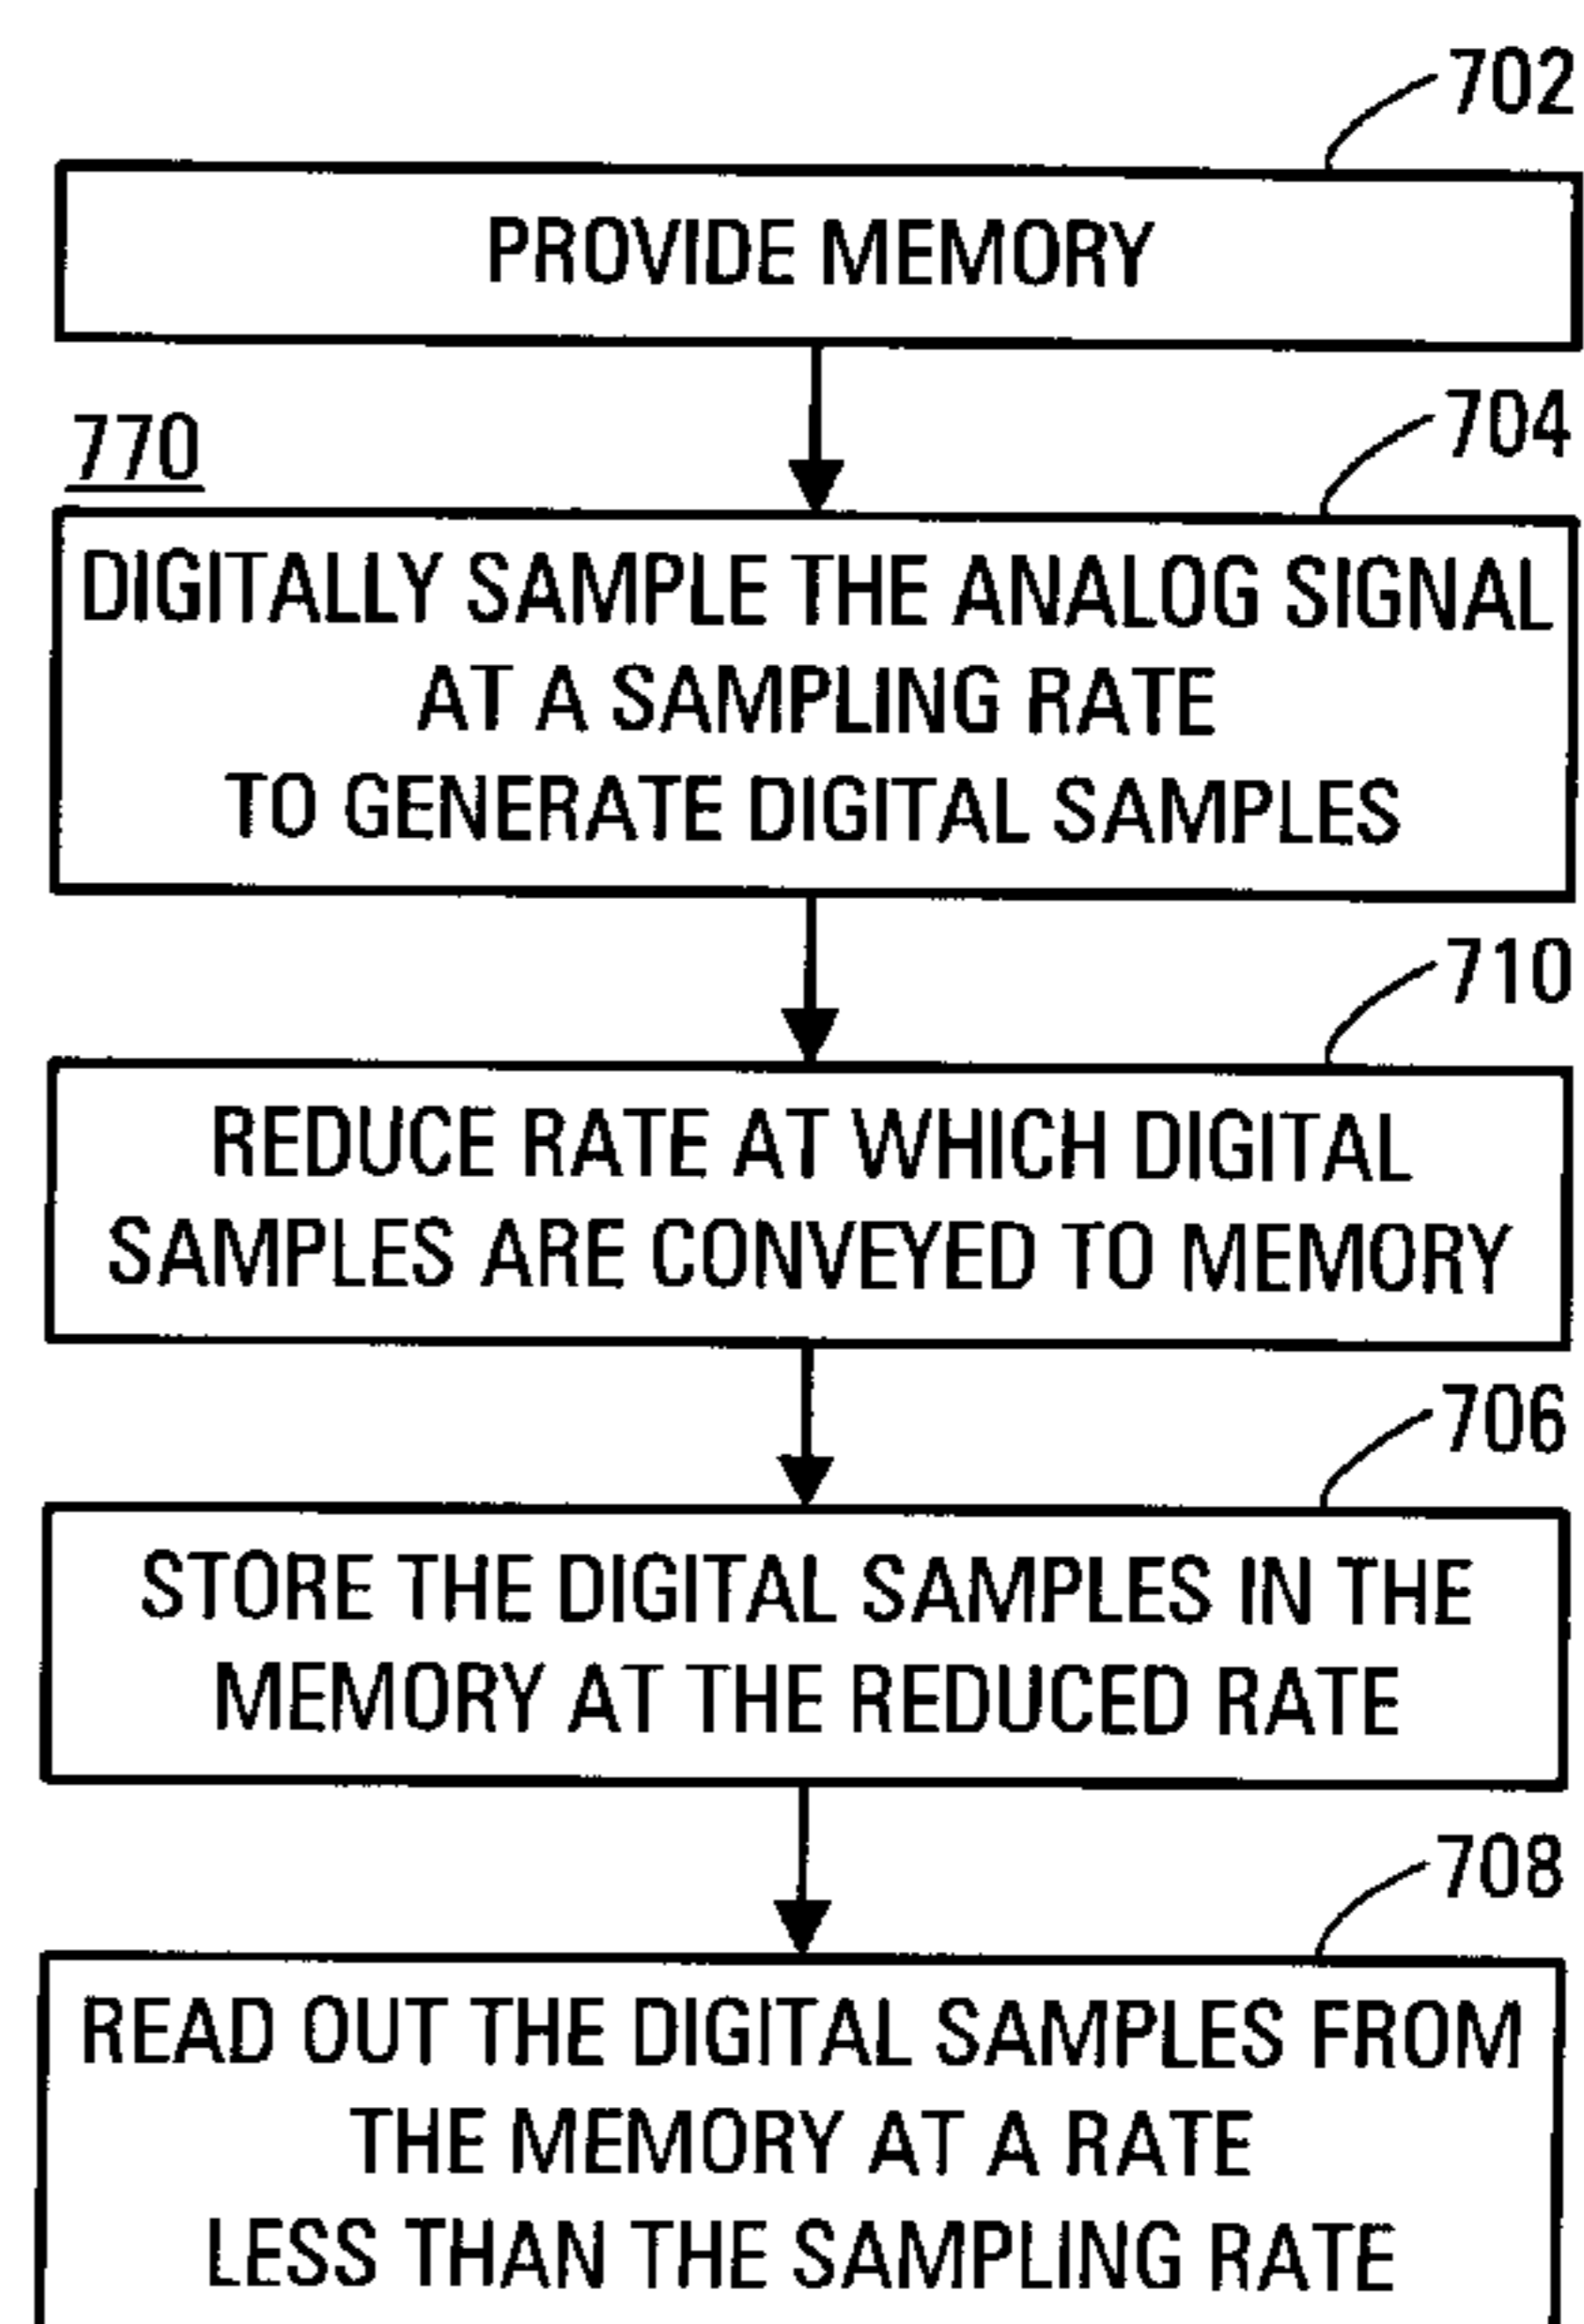 702
PROVIDE MEMORY
770
704
DIGITALLY SAMPLE THE ANALOG SIGNAL
AT A SAMPLING RATE
TO GENERATE DIGITAL SAMPLES
710
REDUCE RATE AT WHICH DIGITAL
SAMPLES ARE CONVEYED TO MEMORY
706
STORE THE DIGITAL SAMPLES IN THE
MEMORY AT THE REDUCED RATE
708
READ OUT THE DIGITAL SAMPLES FROM
THE MEMORY AT A RATE
LESS THAN THE SAMPLING RATE